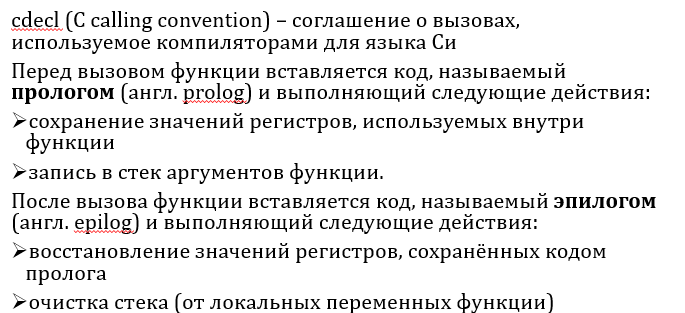 cdecl (C calling convention) – соглашение о вызовах,
используемое компиляторами для языка Си
Перед вызовом функции вставляется код, называемый
прологом (англ. prolog) и выполняющий следующие действия:
➢сохранение значений регистров, используемых внутри
функции
➢запись в стек аргументов функции.
После вызова функции вставляется код, называемый эпилогом
(англ. epilog) и выполняющий следующие действия:
➢восстановление значений регистров, сохранённых кодом
пролога
➢очистка стека (от локальных переменных функции)